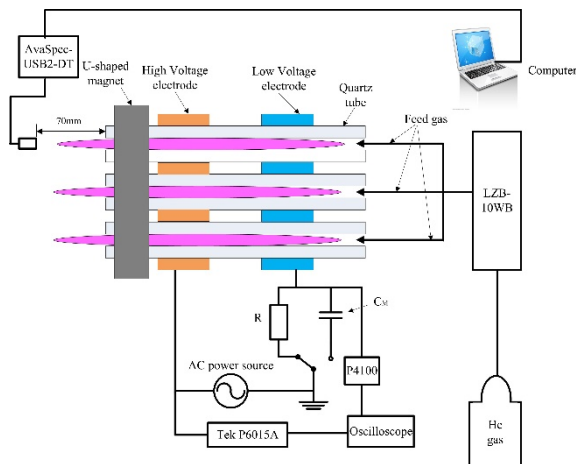 AvaSpec-
USB2-DT
U-shaped
magnet
High Voltage
electrode
Low Voltage
electrode
Quartz
tube
Computer
70mm
Feed gas
LZB-
10WB
R
CM
AC power source
P4100
Tek P6015A
Oscilloscope
He
gas